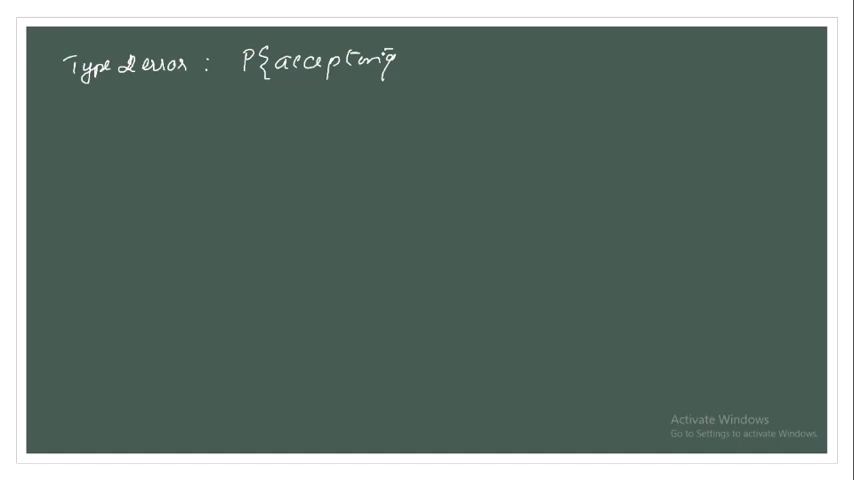 Type 2 error : P{accepting
Activate Windows
Go to Settings to activate Windows.